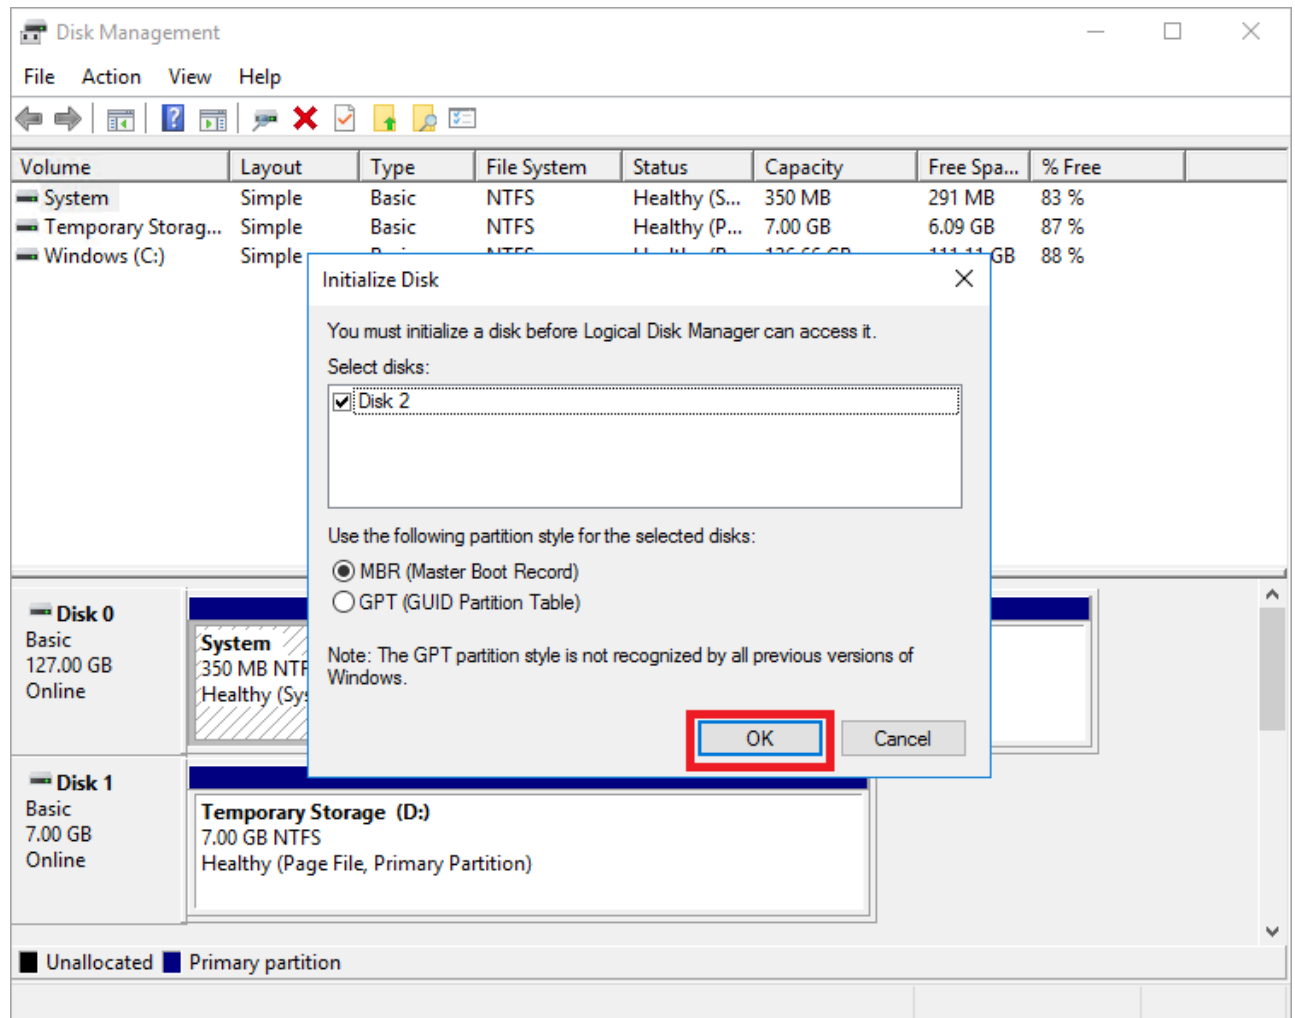 Disk Management
File Action View Help
Volume Layout Type File System Status Capacity Free Spa... % Free
System Simple Basic NTFS Healthy (S... 350 MB 291 MB 83 %
Temporary Storag... Simple Basic NTFS Healthy (P... 7.00 GB 6.09 GB 87 %
Windows (C:) Simple GB 88 %
Initialize Disk
You must initialize a disk before Logical Disk Manager can access it.
Select disks:
Disk 2
Use the following partition style for the selected disks:
MBR (Master Boot Record)
GPT (GUID Partition Table)
Note: The GPT partition style is not recognized by all previous versions of
Windows.
OK Cancel
Disk 0
Basic
127.00 GB
Online
System
350 MB NTF
Healthy (Sys
Disk 1
Basic
7.00 GB
Online
Temporary Storage (D:)
7.00 GB NTFS
Healthy (Page File, Primary Partition)
Unallocated Primary partition